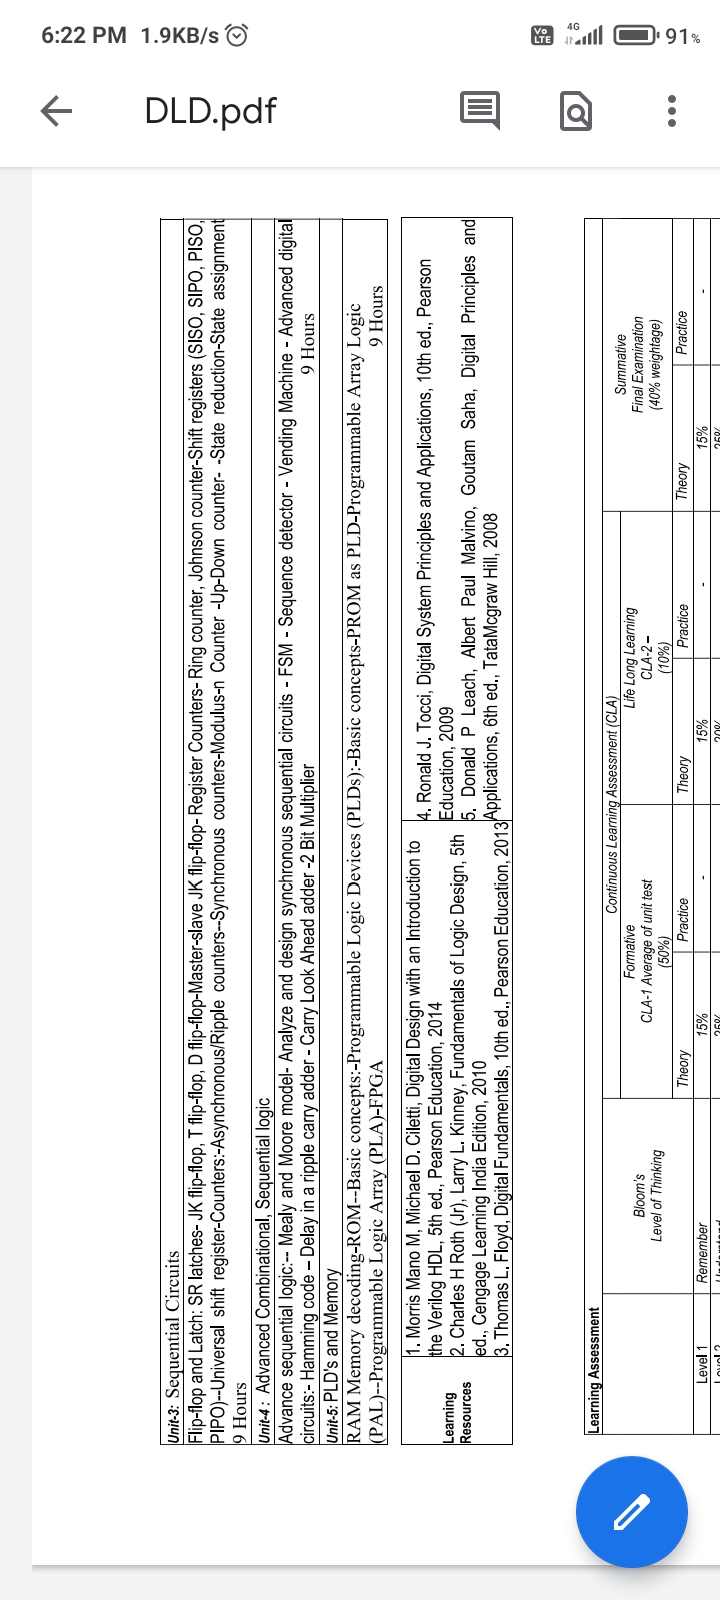 6:22 PM 1.9KB/s
Vo LTE 4G 91%
DLD.pdf
Unit-3: Sequential Circuits
Flip-flop and Latch: SR latches- JK flip-flop, T flip-flop, D flip-flop-Master-slave JK flip-flop- Register Counters- Ring counter, Johnson counter-Shift registers (SISO, SIPO, PISO,
PIPO)--Universal shift register-Counters:-Asynchronous/Ripple counters--Synchronous counters-Modulus-n Counter -Up-Down counter- -State reduction-State assignment
9 Hours
Unit-4 : Advanced Combinational, Sequential logic
Advance sequential logic:-- Mealy and Moore model- Analyze and design synchronous sequential circuits - FSM - Sequence detector - Vending Machine - Advanced digital
circuits:- Hamming code – Delay in a ripple carry adder - Carry Look Ahead adder -2 Bit Multiplier 9 Hours
Unit-5: PLD's and Memory
RAM Memory decoding-ROM--Basic concepts:-Programmable Logic Devices (PLDs):-Basic concepts-PROM as PLD-Programmable Array Logic
(PAL)--Programmable Logic Array (PLA)-FPGA 9 Hours
Learning
Resources
1. Morris Mano M, Michael D. Ciletti, Digital Design with an Introduction to
the Verilog HDL, 5th ed., Pearson Education, 2014
2. Charles H Roth (Jr), Larry L. Kinney, Fundamentals of Logic Design, 5th
ed., Cengage Learning India Edition, 2010
3. Thomas L. Floyd, Digital Fundamentals, 10th ed., Pearson Education, 2013
4. Ronald J. Tocci, Digital System Principles and Applications, 10th ed., Pearson
Education, 2009
5. Donald P Leach, Albert Paul Malvino, Goutam Saha, Digital Principles and
Applications, 6th ed., TataMcgraw Hill, 2008
Learning Assessment
Bloom's
Level of Thinking
Continuous Learning Assessment (CLA)
Formative
CLA-1 Average of unit test
(50%)
Life Long Learning
CLA-2 –
(10%)
Summative
Final Examination
(40% weightage)
Theory Practice Theory Practice Theory Practice
Level 1 Remember 15% - 15% - 15% -